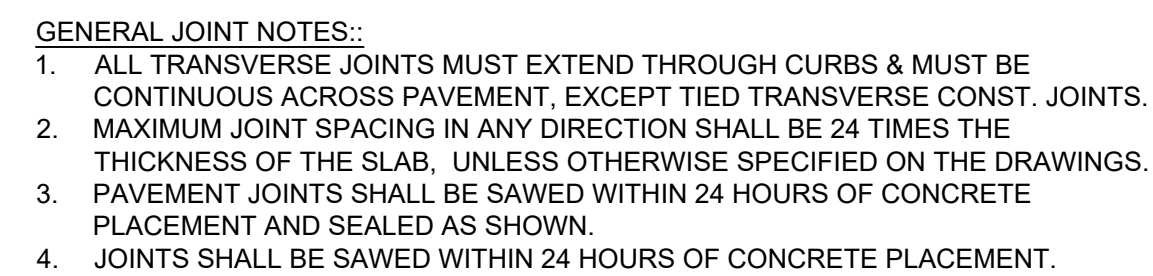 GENERAL JOINT NOTES::
1. ALL TRANSVERSE JOINTS MUST EXTEND THROUGH CURBS & MUST BE
CONTINUOUS ACROSS PAVEMENT, EXCEPT TIED TRANSVERSE CONST. JOINTS.
2. MAXIMUM JOINT SPACING IN ANY DIRECTION SHALL BE 24 TIMES THE
THICKNESS OF THE SLAB, UNLESS OTHERWISE SPECIFIED ON THE DRAWINGS.
3. PAVEMENT JOINTS SHALL BE SAWED WITHIN 24 HOURS OF CONCRETE
PLACEMENT AND SEALED AS SHOWN.
4. JOINTS SHALL BE SAWED WITHIN 24 HOURS OF CONCRETE PLACEMENT.